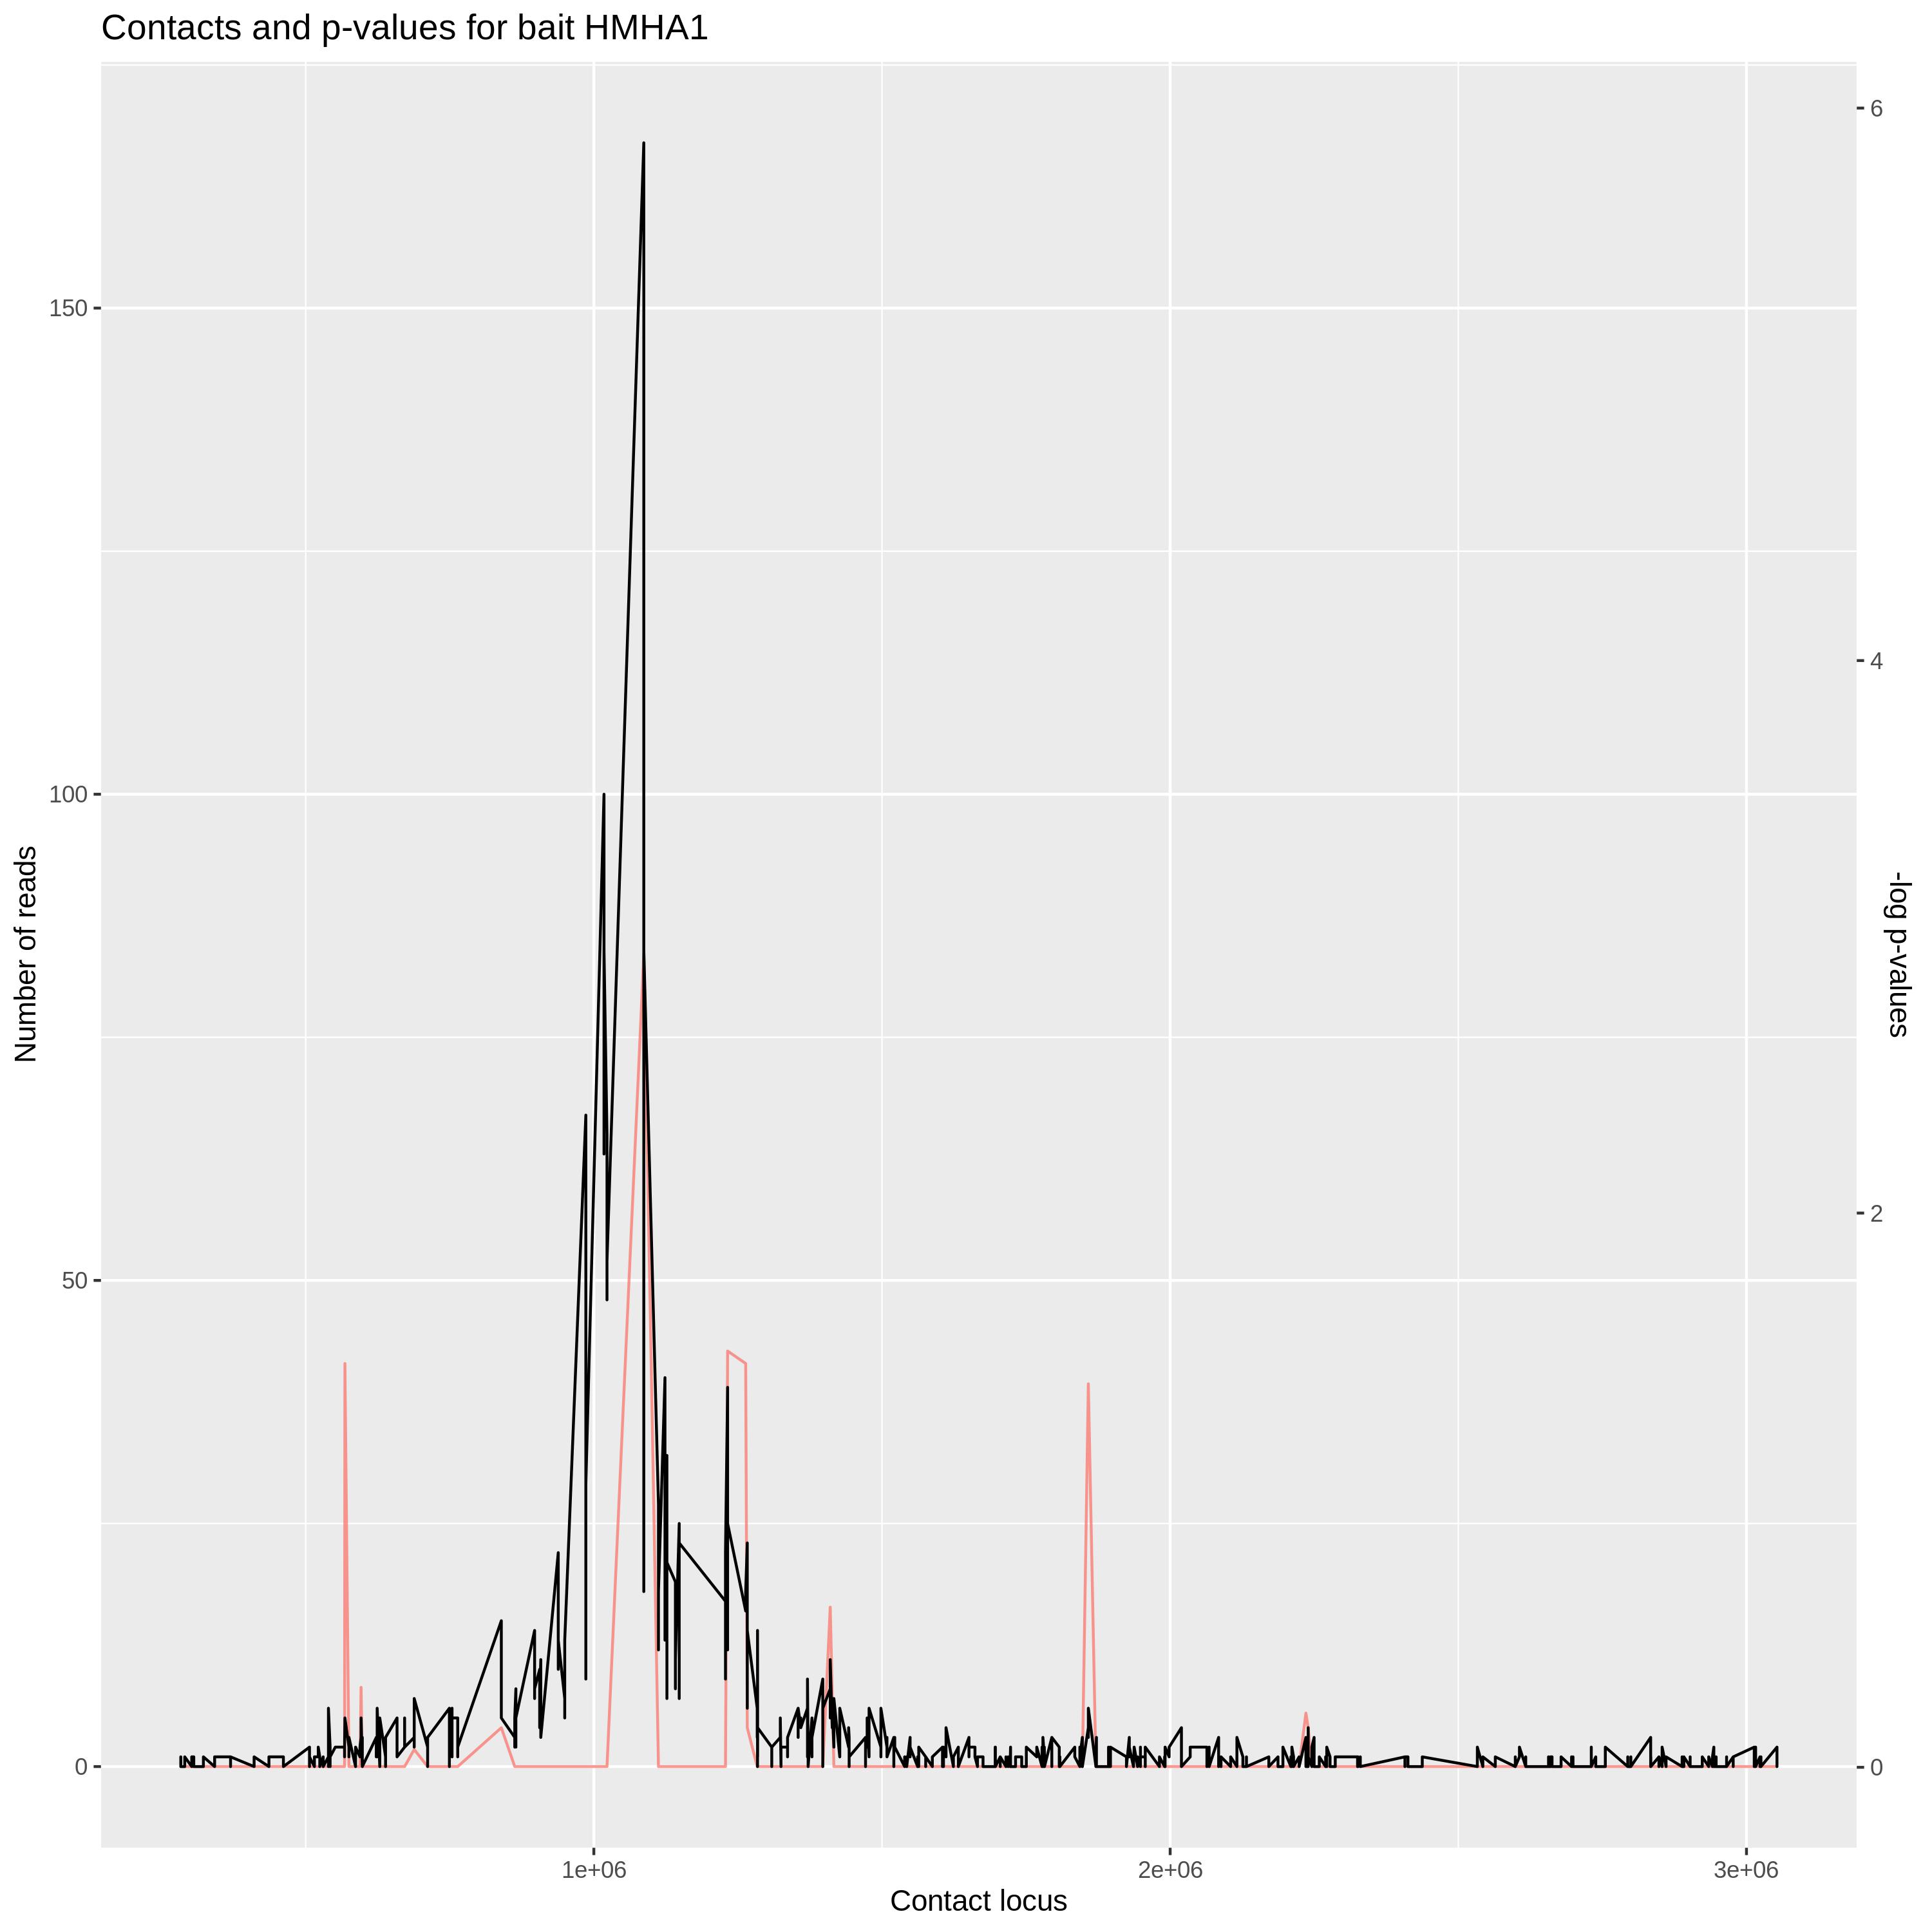 Contacts and p-values for bait HMHA1
6
150
4
100
Number of reads
-log p-values
2
50
0
0
1e+06
2e+06
3e+06
Contact locus